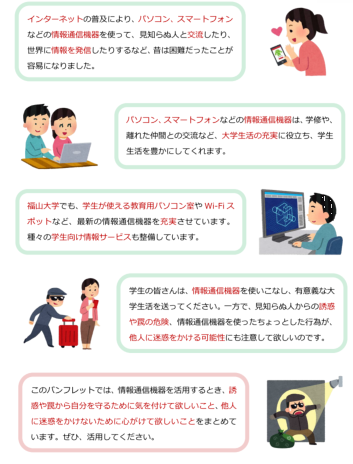 インターネットの普及により、パソコン、スマートフォン
などの情報通信機器を使って、見知らぬ人と交流したり、
世界に情報を発信したりするなど、昔は困難だったことが
容易になりました。
パソコン、スマートフォンなどの情報通信機器は、学修や、
離れた仲間との交流など、大学生活の充実に役立ち、学生
生活を豊かにしてくれます。
福山大学でも、学生が使える教育用パソコン室や Wi-Fi ス
ポットなど、最新の情報通信機器を充実させています。
種々の学生向け情報サービスも整備しています。
学生の皆さんは、情報通信機器を使いこなし、有意義な大
学生活を送ってください。一方で、見知らぬ人からの誘惑
や罠の危険、情報通信機器を使ったちょっとした行為が、
他人に迷惑をかける可能性にも注意して欲しいのです。
このパンフレットでは、情報通信機器を活用するとき、誘
惑や罠から自分を守るために気を付けて欲しいこと、他人
に迷惑をかけないために心がけて欲しいことをまとめて
います。ぜひ、活用してください。